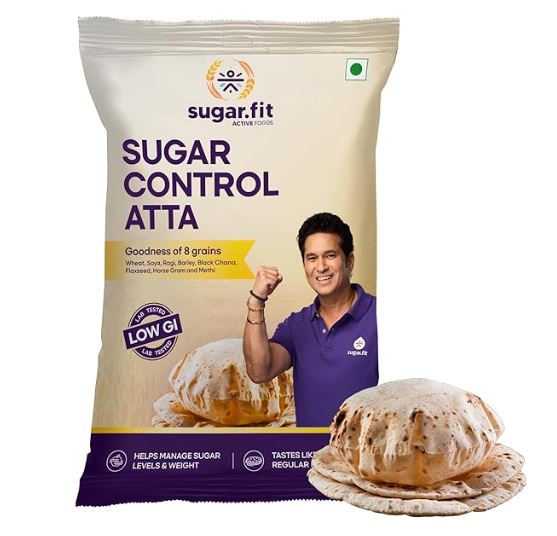 sugar.fit
ACTIVE FOODS
SUGAR
CONTROL
ATTA
Goodness of 8 grains
Wheat, Soya, Ragi, Barley, Black Chana,
Flaxseed, Horse Gram and Methi
LAB TESTED
LOW GI
LAB TESTED
sugar.fit
HELPS MANAGE SUGAR
LEVELS & WEIGHT
TASTES LIKE
REGULAR